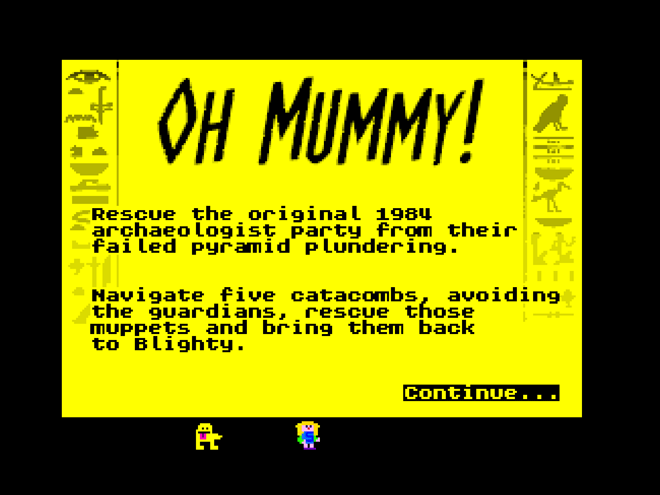 OH MUMMY!
Rescue the original 1984
archaeologist party from their
failed pyramid plundering.
Navigate five catacombs, avoiding
the guardians, rescue those
muppets and bring them back
to Blighty.
Continue...